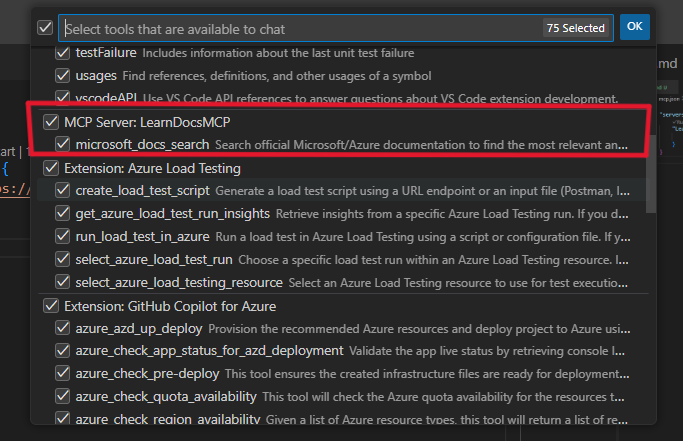 Select tools that are available to chat
75 Selected
OK
testFailure Includes information about the last unit test failure
usages Find references, definitions, and other usages of a symbol
vscodeAPI Use VS Code API references to answer questions about VS Code extension development.
MCP Server: LearnDocsMCP
microsoft_docs_search Search official Microsoft/Azure documentation to find the most relevant an...
Extension: Azure Load Testing
create_load_test_script Generate a load test script using a URL endpoint or an input file (Postman, I...
get_azure_load_test_run_insights Retrieve insights from a specific Azure Load Testing run. If you d...
run_load_test_in_azure Run a load test in Azure Load Testing using a script or configuration file. If y...
select_azure_load_test_run Choose a specific load test run within an Azure Load Testing resource. I...
select_azure_load_testing_resource Select an Azure Load Testing resource to use for test executio...
Extension: GitHub Copilot for Azure
azure_azd_up_deploy Provision the recommended Azure resources and deploy project to Azure usi...
azure_check_app_status_for_azd_deployment Validate the app live status by retrieving console l...
azure_check_pre-deploy This tool ensures the created infrastructure files are ready for deployment...
azure_check_quota_availability This tool will check the Azure quota availability for the resources t...
azure_check_region_availability Given a list of Azure resource types, this tool will return a list of re...
tart | T
{
ps://
md